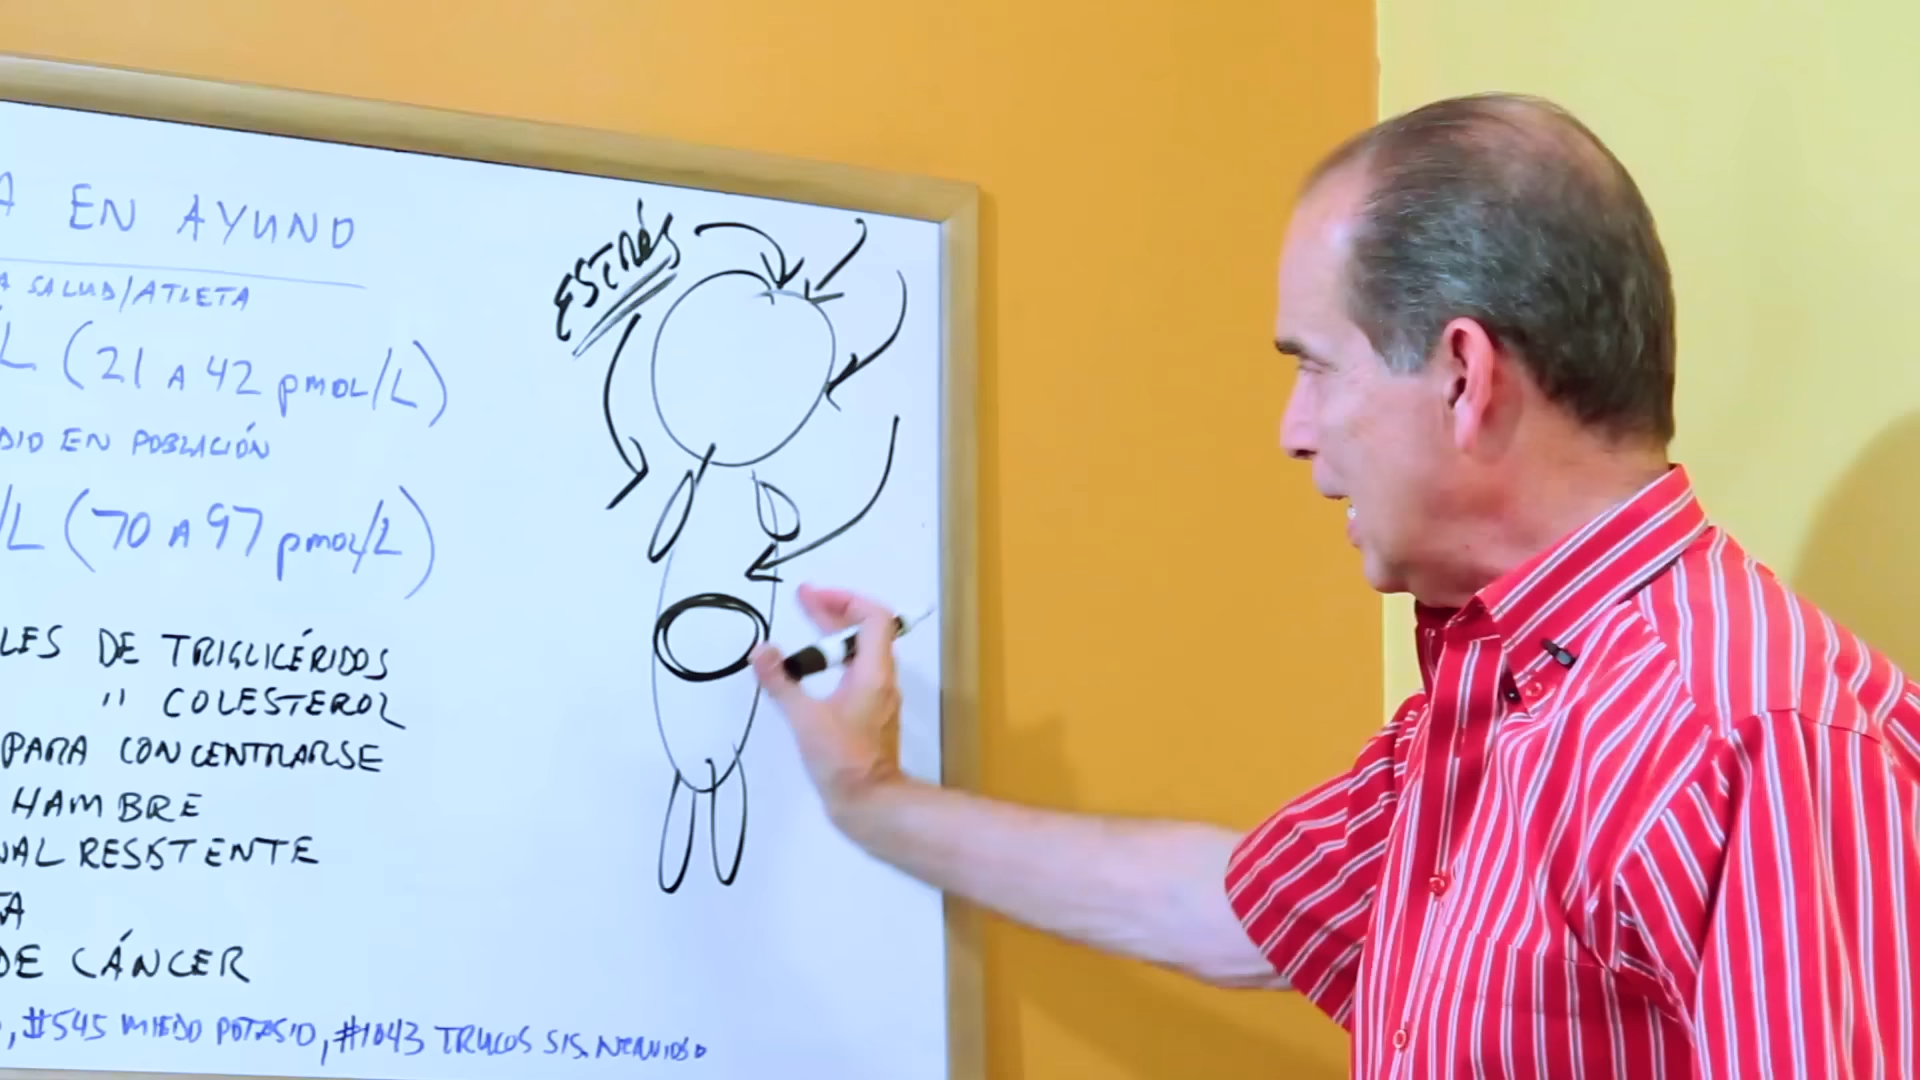 A EN AYUNO
A SALUD/ATLETA
L (21 A 42 pmol/L)
DIO EN POBLACIÓN
/L (70 A 97 pmol/L)
LES DE TRIGLICÉRIDOS
" COLESTEROL
PARA CONCENTRARSE
HAMBRE
NAL RESISTENTE
TA
DE CÁNCER
, #545 MIEDO POTASIO, #1043 TRUCOS SIS. NERVIOSO
ESTRÉS